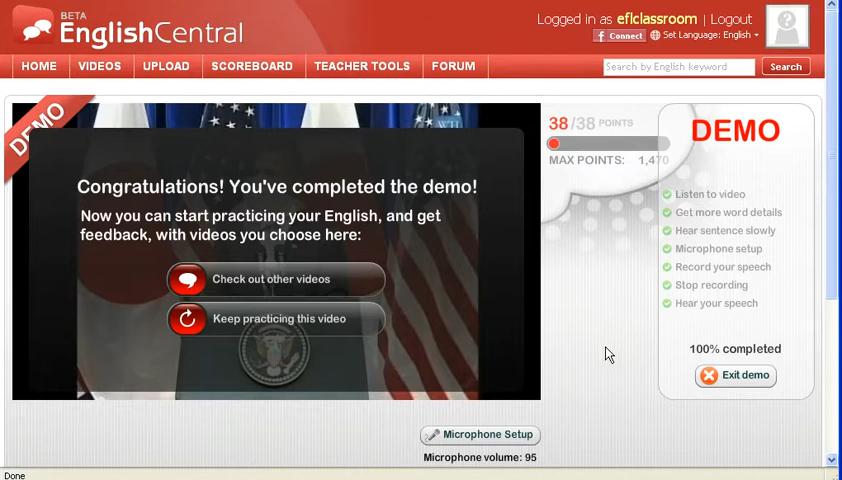 BETA
EnglishCentral
Logged in as eflclassroom | Logout
f Connect Set Language: English
HOME VIDEOS UPLOAD SCOREBOARD TEACHER TOOLS FORUM
Search by English keyword Search
DEMO
38/38 POINTS
MAX POINTS: 1,470
DEMO
WH
Congratulations! You've completed the demo!
Now you can start practicing your English, and get
feedback, with videos you choose here:
Check out other videos
Keep practicing this video
Listen to video
Get more word details
Hear sentence slowly
Microphone setup
Record your speech
Stop recording
Hear your speech
100% completed
Exit demo
Microphone Setup
Microphone volume: 95
Done